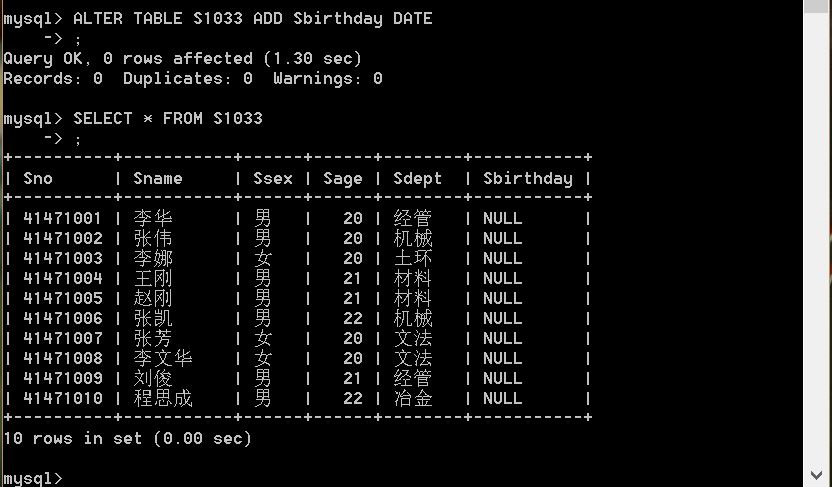 mysql> ALTER TABLE S1033 ADD Sbirthday DATE
    -> ;
Query OK, 0 rows affected (1.30 sec)
Records: 0  Duplicates: 0  Warnings: 0
mysql> SELECT * FROM S1033
    -> ;
+----------+-----------+------+------+--------+-----------+
| Sno      | Sname     | Ssex | Sage | Sdept  | Sbirthday |
+----------+-----------+------+------+--------+-----------+
| 41471001 | 李华      | 男   |   20 | 经管   | NULL      |
| 41471002 | 张伟      | 男   |   20 | 机械   | NULL      |
| 41471003 | 李娜      | 女   |   20 | 土环   | NULL      |
| 41471004 | 王刚      | 男   |   21 | 材料   | NULL      |
| 41471005 | 赵刚      | 男   |   21 | 材料   | NULL      |
| 41471006 | 张凯      | 男   |   22 | 机械   | NULL      |
| 41471007 | 张芳      | 女   |   20 | 文法   | NULL      |
| 41471008 | 李文华    | 女   |   20 | 文法   | NULL      |
| 41471009 | 刘俊      | 男   |   21 | 经管   | NULL      |
| 41471010 | 程思成    | 男   |   22 | 冶金   | NULL      |
+----------+-----------+------+------+--------+-----------+
10 rows in set (0.00 sec)
mysql>